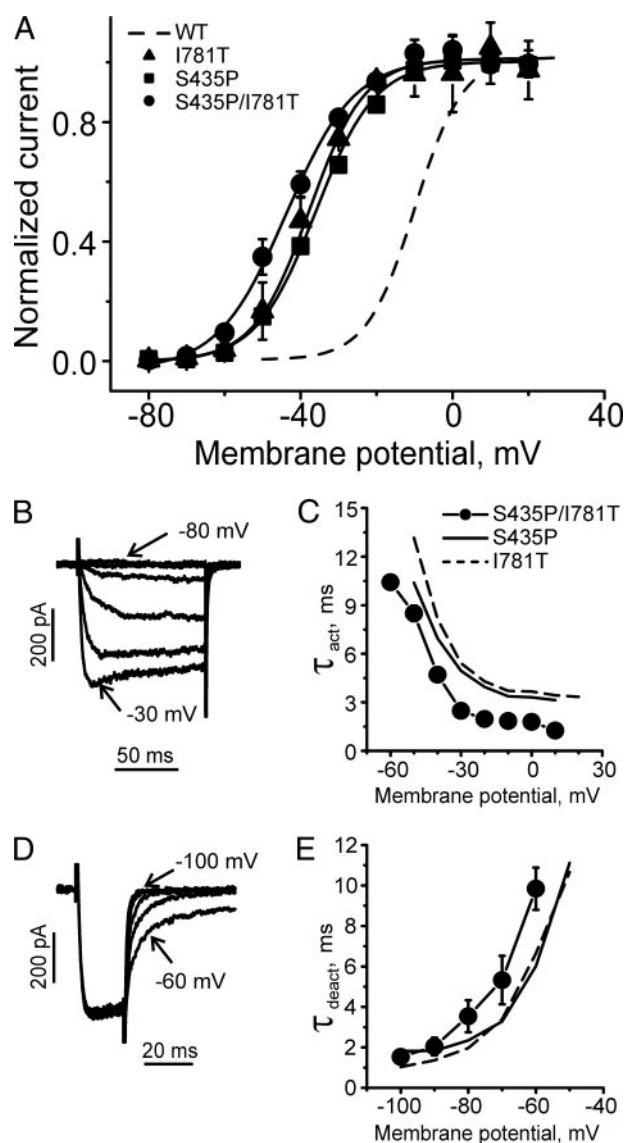 A
WT
I781T
S435P
S435P/I781T
Normalized current
0.8
0.4
0.0
-80
-40
0
40
Membrane potential, mV
B
-80 mV
200 pA
-30 mV
50 ms
C
S435P/I781T
S435P
I781T
τact, ms
15
12
9
6
3
0
-60
-30
0
30
Membrane potential, mV
D
-100 mV
200 pA
-60 mV
20 ms
E
τdeact, ms
12
10
8
6
4
2
0
-100
-80
-60
-40
Membrane potential, mV